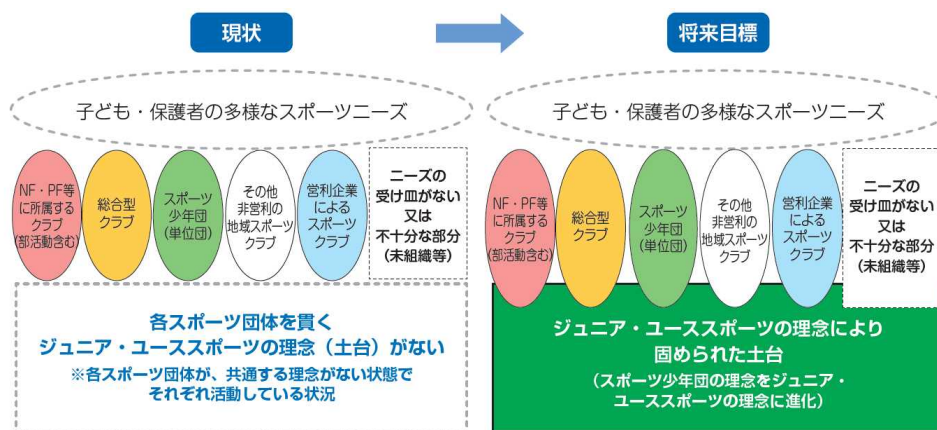 現状
将来目標
子ども・保護者の多様なスポーツニーズ
NF・PF等
に所属する
クラブ
(部活動含む)
総合型
クラブ
スポーツ
少年団
(単位団)
その他
非営利の
地域スポーツ
クラブ
営利企業
による
スポーツ
クラブ
ニーズの
受け皿がない
又は
不十分な部分
(未組織等)
各スポーツ団体を貫く
ジュニア・ユーススポーツの理念（土台）がない
※各スポーツ団体が、共通する理念がない状態で
それぞれ活動している状況
子ども・保護者の多様なスポーツニーズ
NF・PF等
に所属する
クラブ
(部活動含む)
総合型
クラブ
スポーツ
少年団
(単位団)
その他
非営利の
地域スポーツ
クラブ
営利企業
による
スポーツ
クラブ
ニーズの
受け皿がない
又は
不十分な部分
(未組織等)
ジュニア・ユーススポーツの理念により
固められた土台
(スポーツ少年団の理念をジュニア・
ユーススポーツの理念に進化)